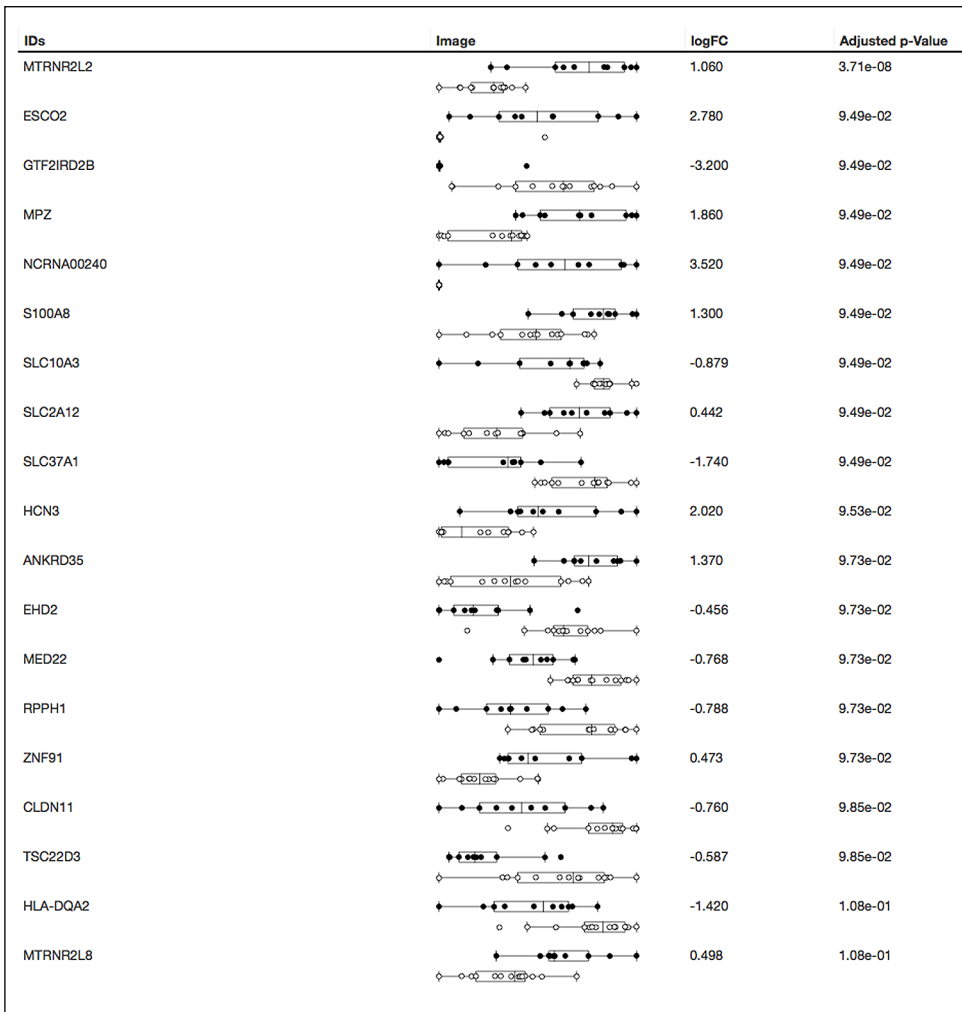 IDs Image logFC Adjusted p-Value
MTRNR2L2 1.060 3.71e-08
ESCO2 2.780 9.49e-02
GTF2IRD2B -3.200 9.49e-02
MPZ 1.860 9.49e-02
NCRNA00240 3.520 9.49e-02
S100A8 1.300 9.49e-02
SLC10A3 -0.879 9.49e-02
SLC2A12 0.442 9.49e-02
SLC37A1 -1.740 9.49e-02
HCN3 2.020 9.53e-02
ANKRD35 1.370 9.73e-02
EHD2 -0.456 9.73e-02
MED22 -0.768 9.73e-02
RPPH1 -0.788 9.73e-02
ZNF91 0.473 9.73e-02
CLDN11 -0.760 9.85e-02
TSC22D3 -0.587 9.85e-02
HLA-DQA2 -1.420 1.08e-01
MTRNR2L8 0.498 1.08e-01